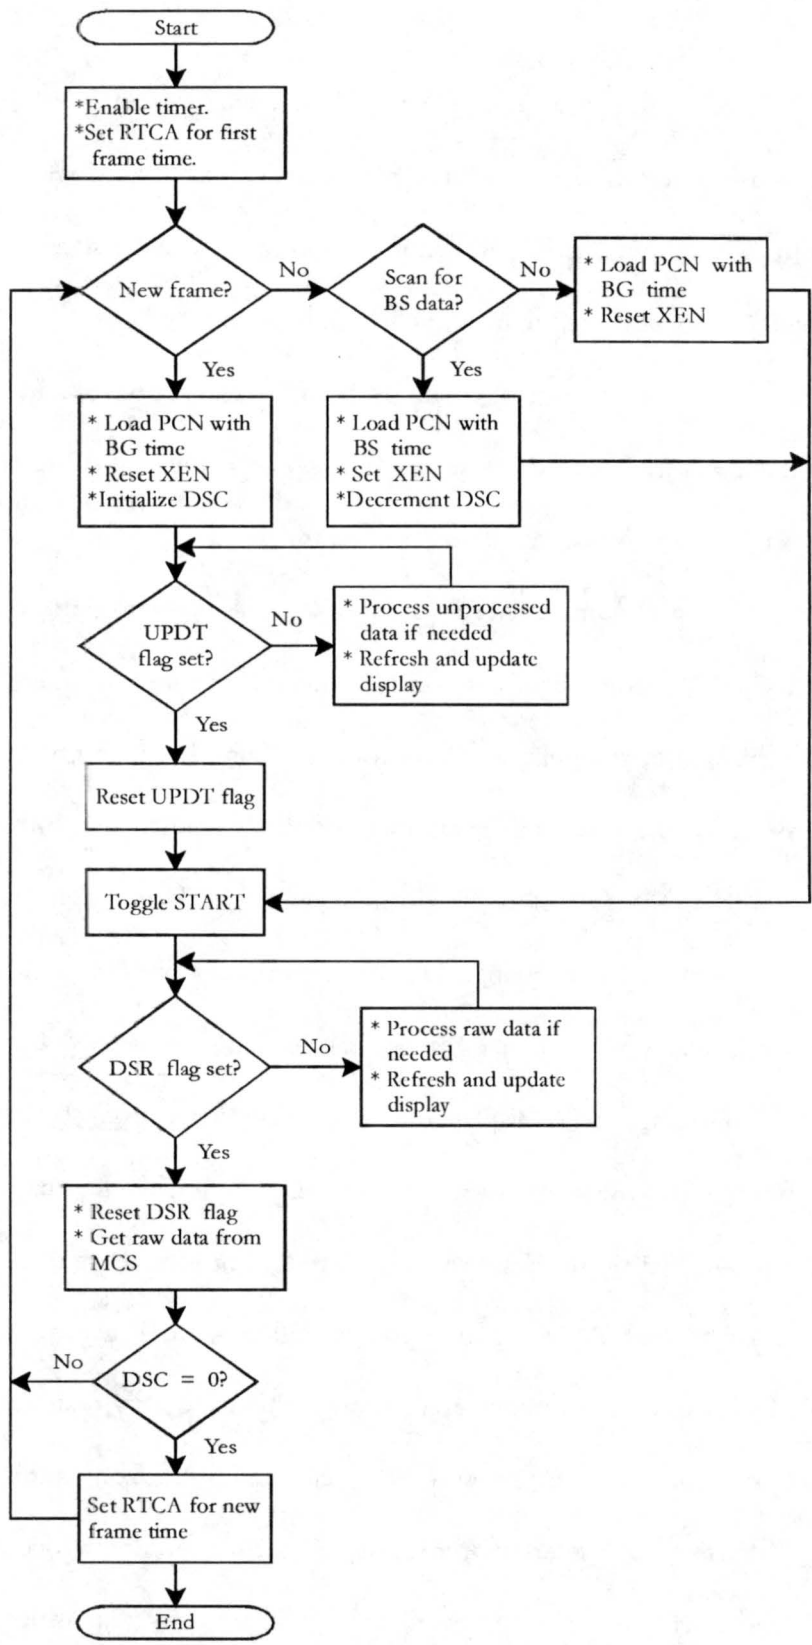 Start
*Enable timer.
*Set RTCA for first
frame time.
New frame?
No
Scan for
BS data?
No
* Load PCN with
BG time
* Reset XEN
Yes
Yes
* Load PCN with
BG time
* Reset XEN
*Initialize DSC
* Load PCN with
BS time
* Set XEN
*Decrement DSC
UPDT
flag set?
No
* Process unprocessed
data if needed
* Refresh and update
display
Yes
Reset UPDT flag
Toggle START
DSR flag set?
No
* Process raw data if
needed
* Refresh and update
display
Yes
* Reset DSR flag
* Get raw data from
MCS
No
DSC = 0?
Yes
Set RTCA for new
frame time
End